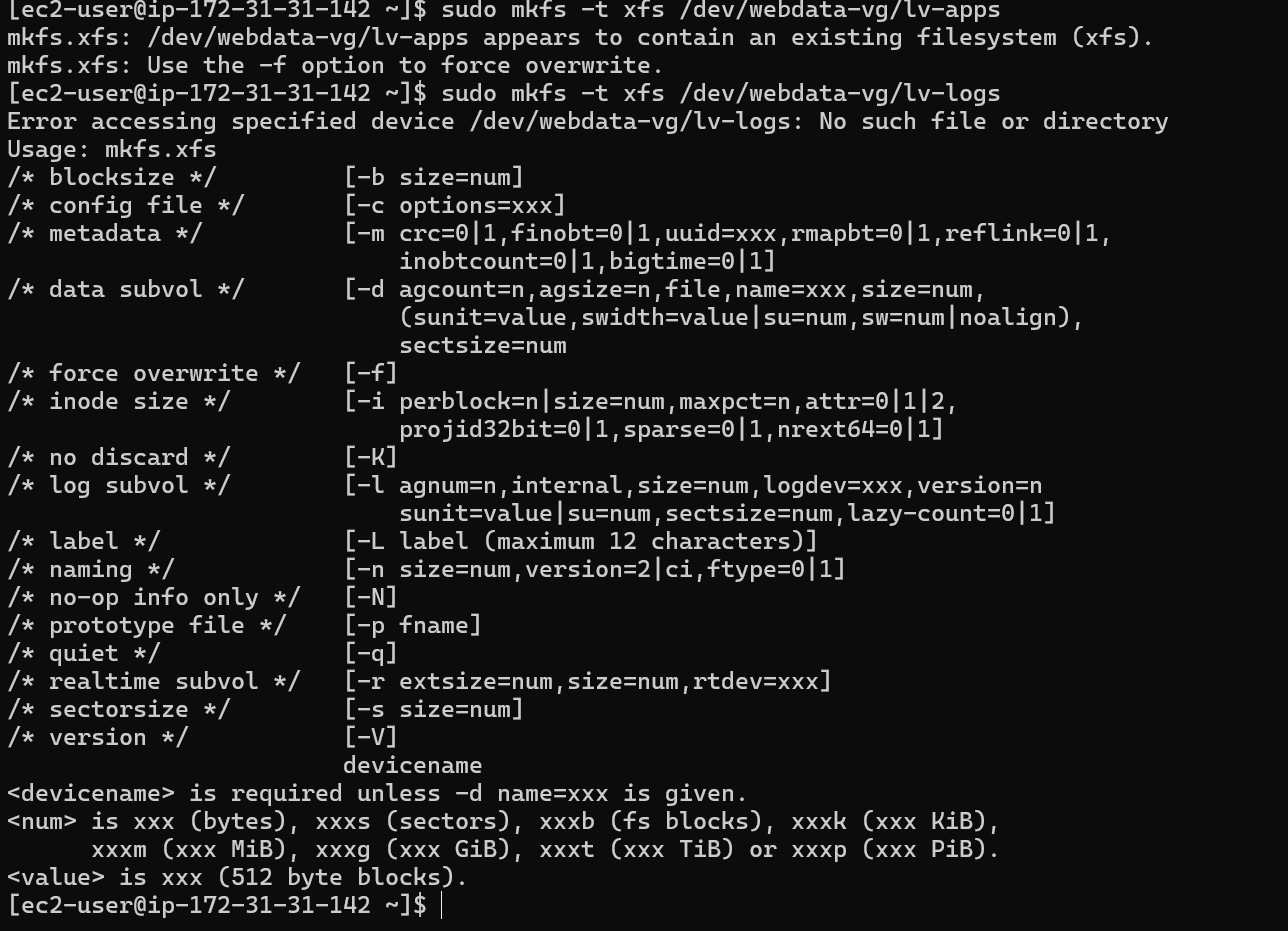 [ec2-user@ip-172-31-31-142 ~]$ sudo mkfs -t xfs /dev/webdata-vg/lv-apps
mkfs.xfs: /dev/webdata-vg/lv-apps appears to contain an existing filesystem (xfs).
mkfs.xfs: Use the -f option to force overwrite.
[ec2-user@ip-172-31-31-142 ~]$ sudo mkfs -t xfs /dev/webdata-vg/lv-logs
Error accessing specified device /dev/webdata-vg/lv-logs: No such file or directory
Usage: mkfs.xfs
/* blocksize */         [-b size=num]
/* config file */       [-c options=xxx]
/* metadata */          [-m crc=0|1,finobt=0|1,uuid=xxx,rmapbt=0|1,reflink=0|1,
                            inobtcount=0|1,bigtime=0|1]
/* data subvol */       [-d agcount=n,agsize=n,file,name=xxx,size=num,
                            (sunit=value,swidth=value|su=num,sw=num|noalign),
                            sectsize=num
/* force overwrite */   [-f]
/* inode size */        [-i perblock=n|size=num,maxpct=n,attr=0|1|2,
                            projid32bit=0|1,sparse=0|1,nrext64=0|1]
/* no discard */        [-K]
/* log subvol */        [-l agnum=n,internal,size=num,logdev=xxx,version=n
                            sunit=value|su=num,sectsize=num,lazy-count=0|1]
/* label */             [-L label (maximum 12 characters)]
/* naming */            [-n size=num,version=2|ci,ftype=0|1]
/* no-op info only */   [-N]
/* prototype file */    [-p fname]
/* quiet */             [-q]
/* realtime subvol */   [-r extsize=num,size=num,rtdev=xxx]
/* sectorsize */        [-s size=num]
/* version */           [-V]
                        devicename
<devicename> is required unless -d name=xxx is given.
<num> is xxx (bytes), xxxs (sectors), xxxb (fs blocks), xxxk (xxx KiB),
      xxxm (xxx MiB), xxxg (xxx GiB), xxxt (xxx TiB) or xxxp (xxx PiB).
<value> is xxx (512 byte blocks).
[ec2-user@ip-172-31-31-142 ~]$